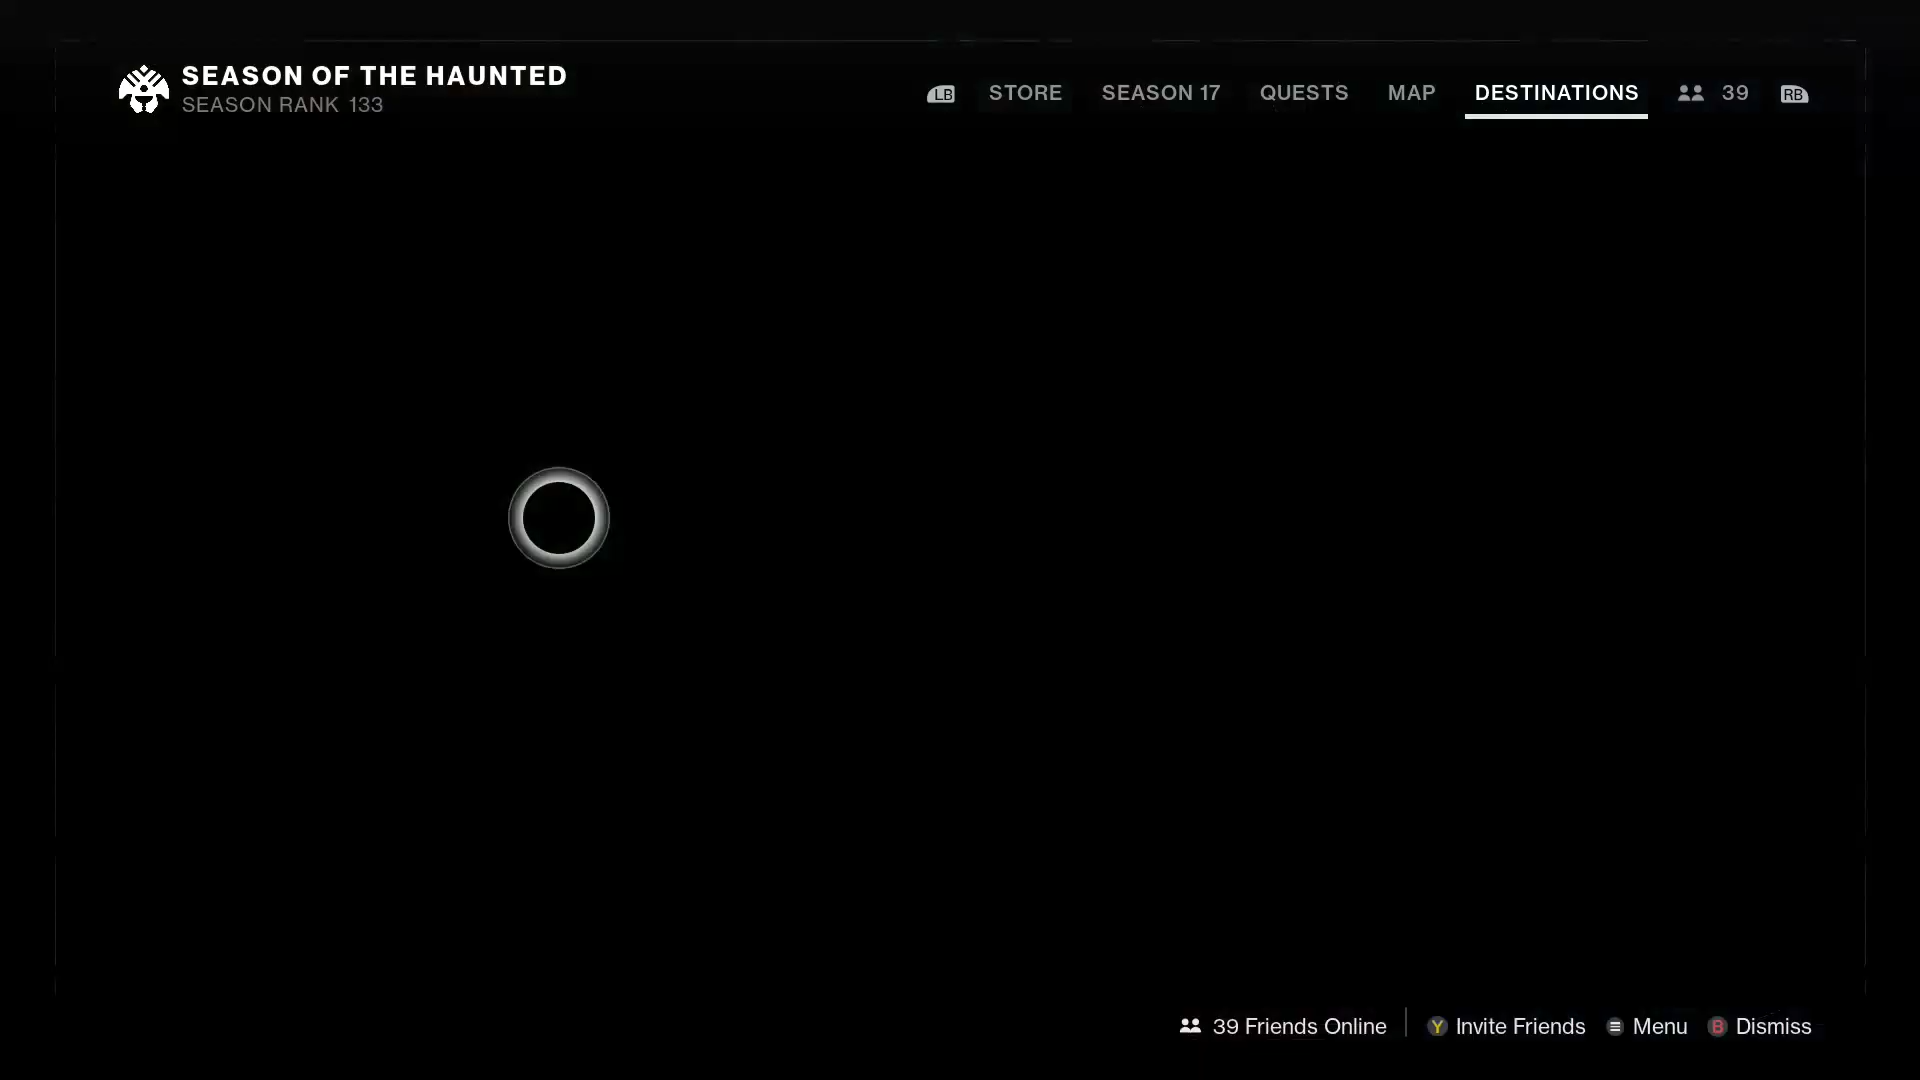 SEASON OF THE HAUNTED
SEASON RANK 133
LB STORE SEASON 17 QUESTS MAP DESTINATIONS 39 RB
39 Friends Online Y Invite Friends Menu B Dismiss